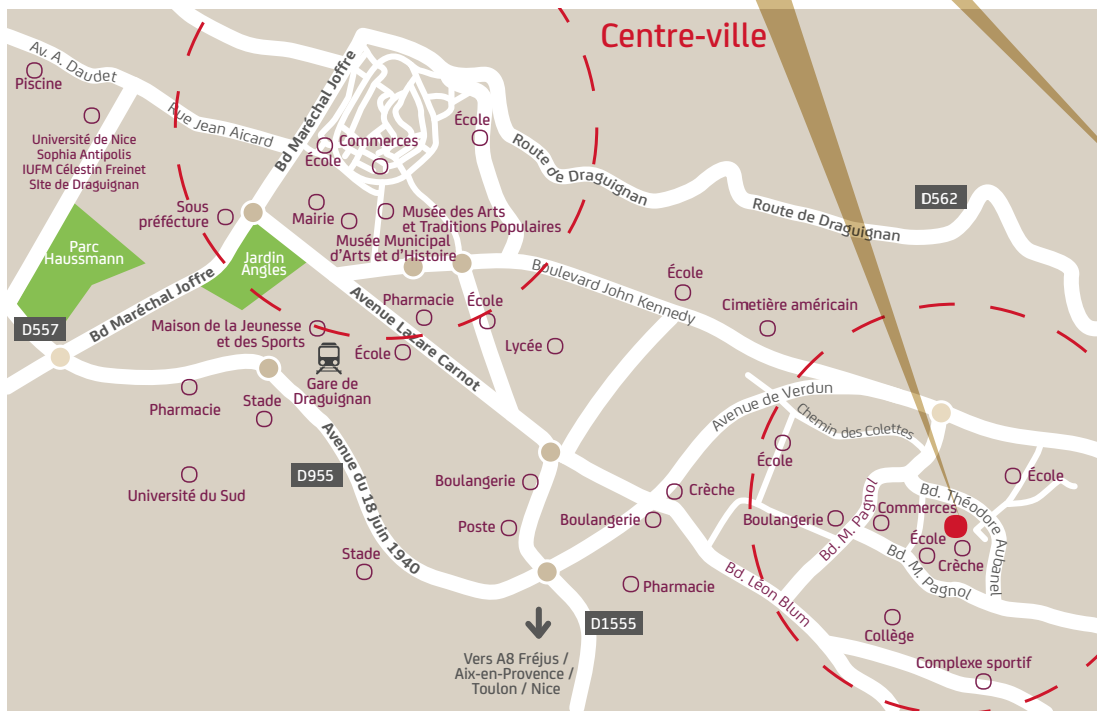 Centre-ville
Av. A. Daudet
Piscine
Rue Jean Aicard
Bd Maréchal Joffre
Université de Nice
Sophia Antipolis
IUFM Célestin Freinet
SIte de Draguignan
École
Commerces
École
Route de Draguignan
Route de Draguignan
D562
Sous
préfécture
Mairie
Musée des Arts
et Traditions Populaires
Musée Municipal
d'Arts et d'Histoire
Parc
Haussmann
Jardin
Angles
Bd Maréchal Joffre
D557
Boulevard John Kennedy
École
Cimetière américain
Avenue LaLare Carnot
Pharmacie
École
Lycée
Maison de la Jeunesse
et des Sports
École
Gare de
Draguignan
Pharmacie
Stade
Avenue de Verdun
Chemin des Colettes
École
École
Université du Sud
D955
Avenue du 18 juin 1940
Boulangerie
Poste
Crèche
Boulangerie
Boulangerie
Bd. M. Pagnol
Commerces
Bd. Théodore Aubanel
École
Crèche
Bd. M. Pagnol
Stade
Pharmacie
Bd. Léon Blum
D1555
Collège
Complexe sportif
Vers A8 Fréjus /
Aix-en-Provence /
Toulon / Nice